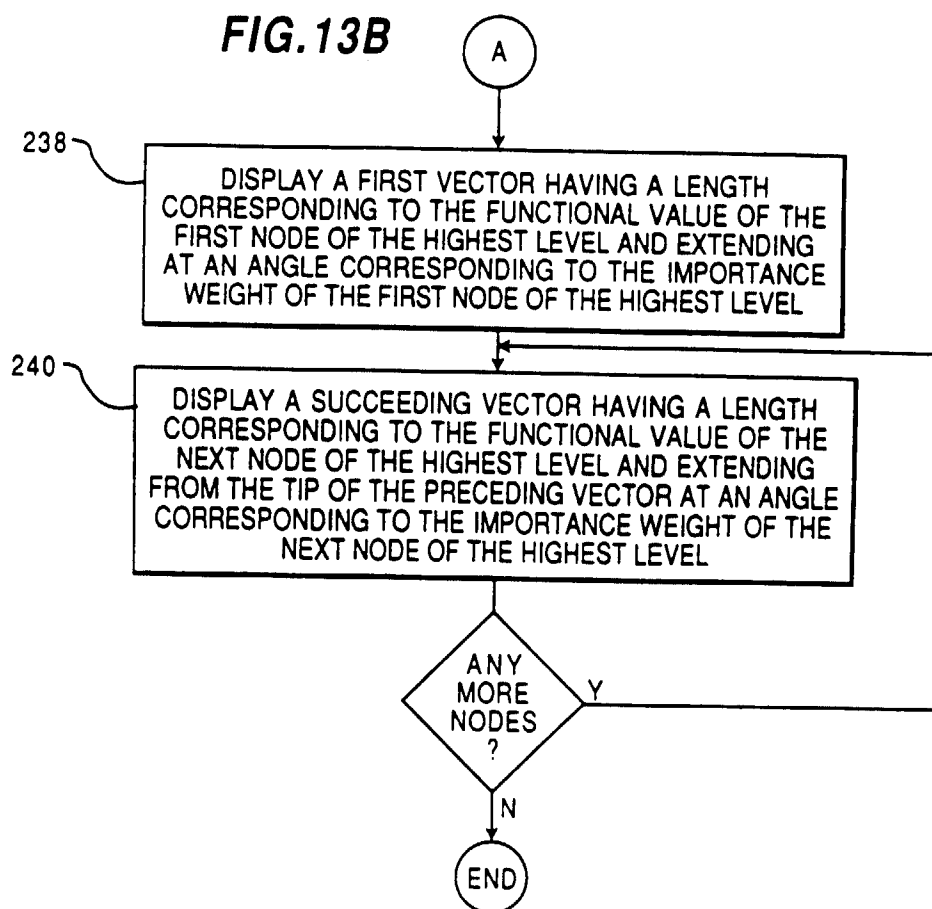 FIG.13B
A
238
DISPLAY A FIRST VECTOR HAVING A LENGTH
CORRESPONDING TO THE FUNCTIONAL VALUE OF THE
FIRST NODE OF THE HIGHEST LEVEL AND EXTENDING
AT AN ANGLE CORRESPONDING TO THE IMPORTANCE
WEIGHT OF THE FIRST NODE OF THE HIGHEST LEVEL
240
DISPLAY A SUCCEEDING VECTOR HAVING A LENGTH
CORRESPONDING TO THE FUNCTIONAL VALUE OF THE
NEXT NODE OF THE HIGHEST LEVEL AND EXTENDING
FROM THE TIP OF THE PRECEDING VECTOR AT AN ANGLE
CORRESPONDING TO THE IMPORTANCE WEIGHT OF THE
NEXT NODE OF THE HIGHEST LEVEL
ANY
MORE
NODES
?
Y
N
END